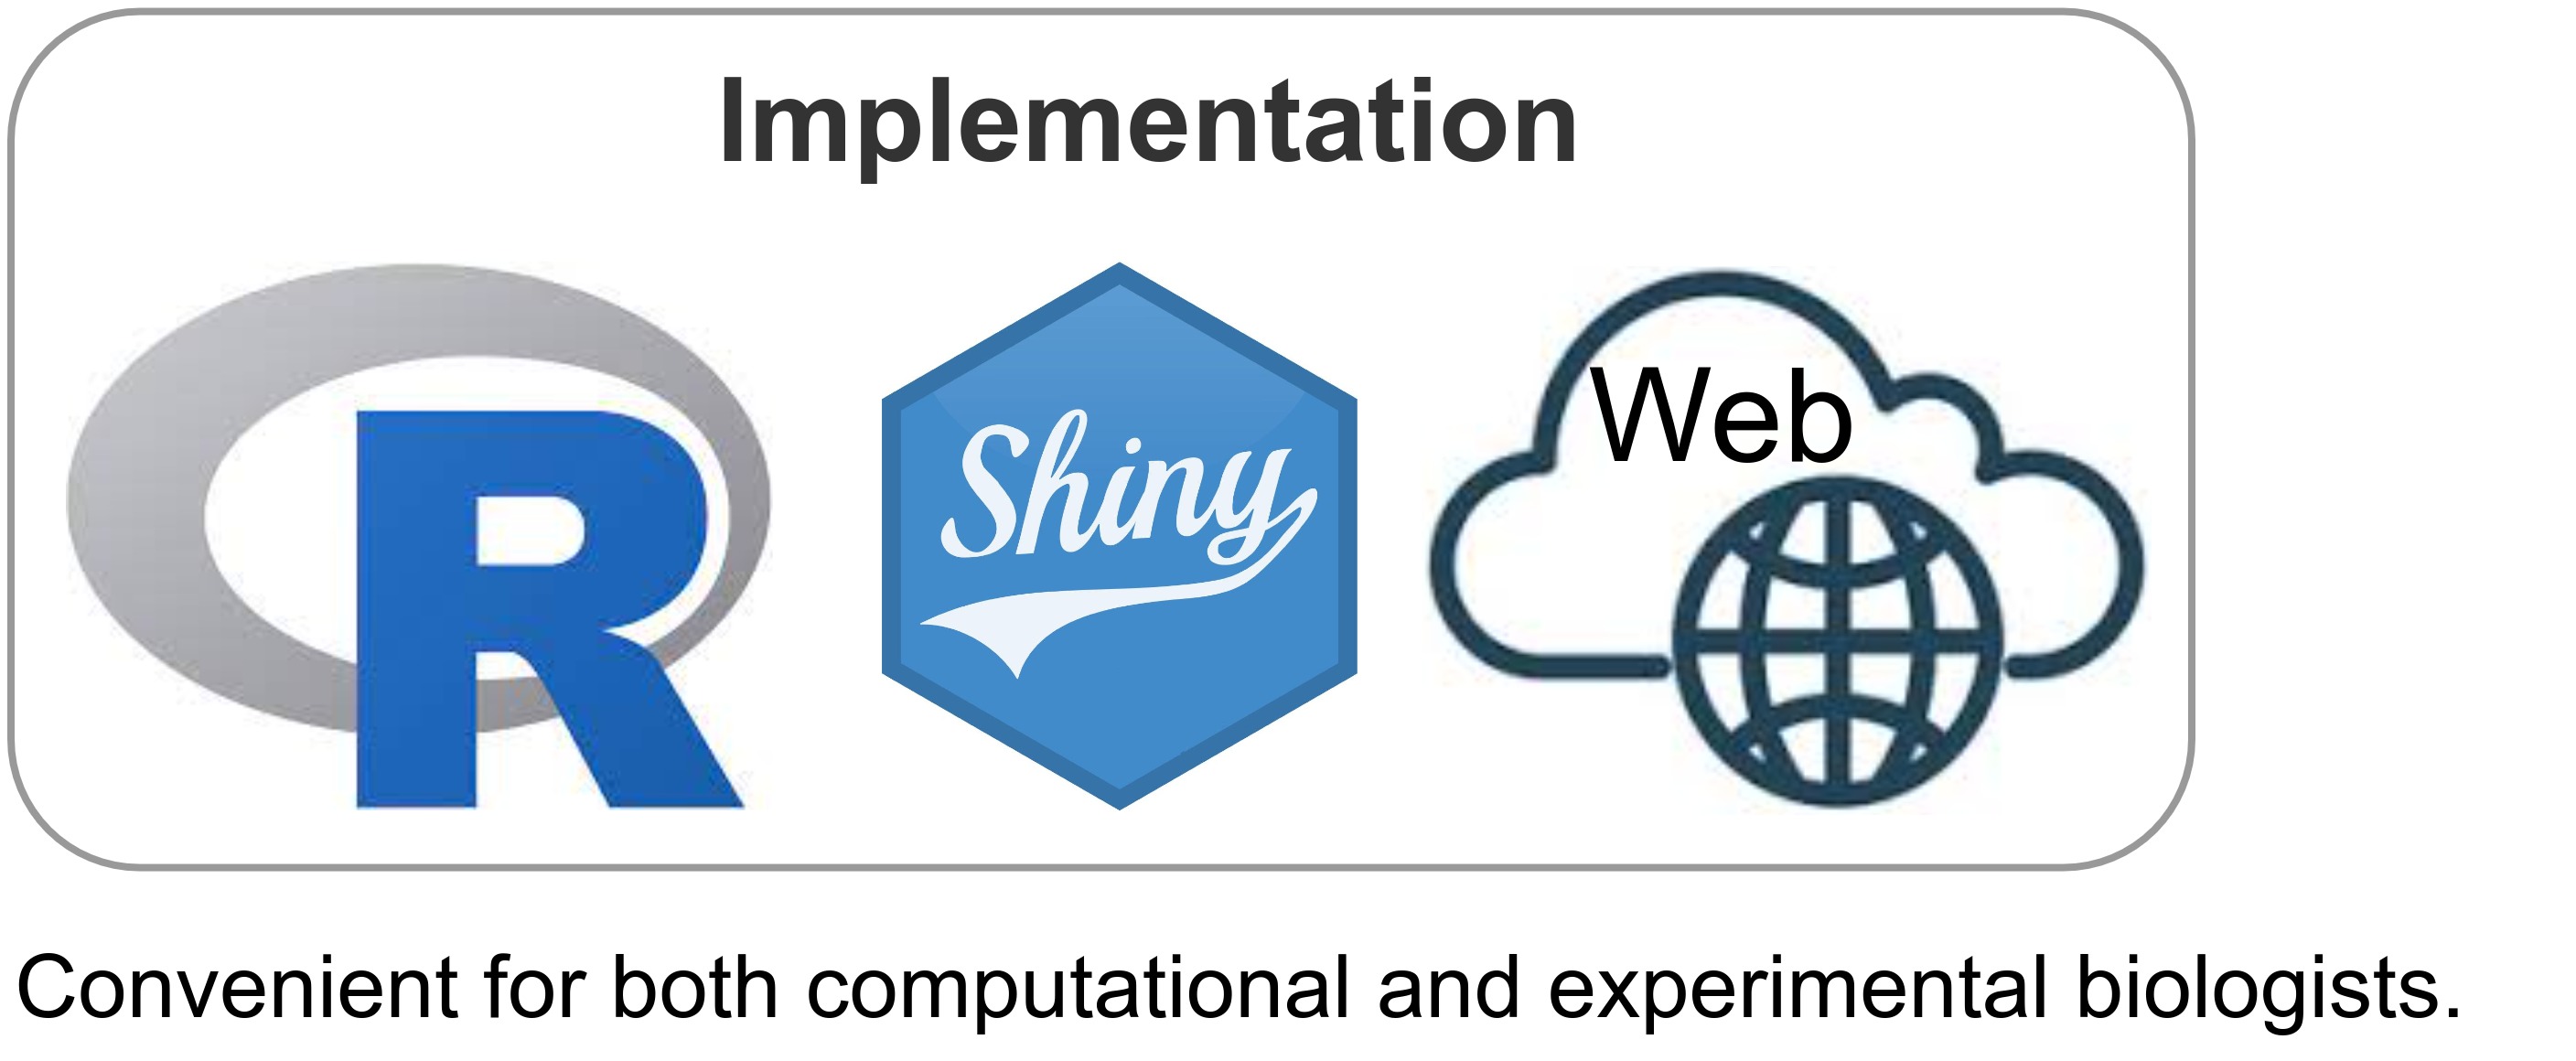 Implementation
R
Shiny
Web
Convenient for both computational and experimental biologists.